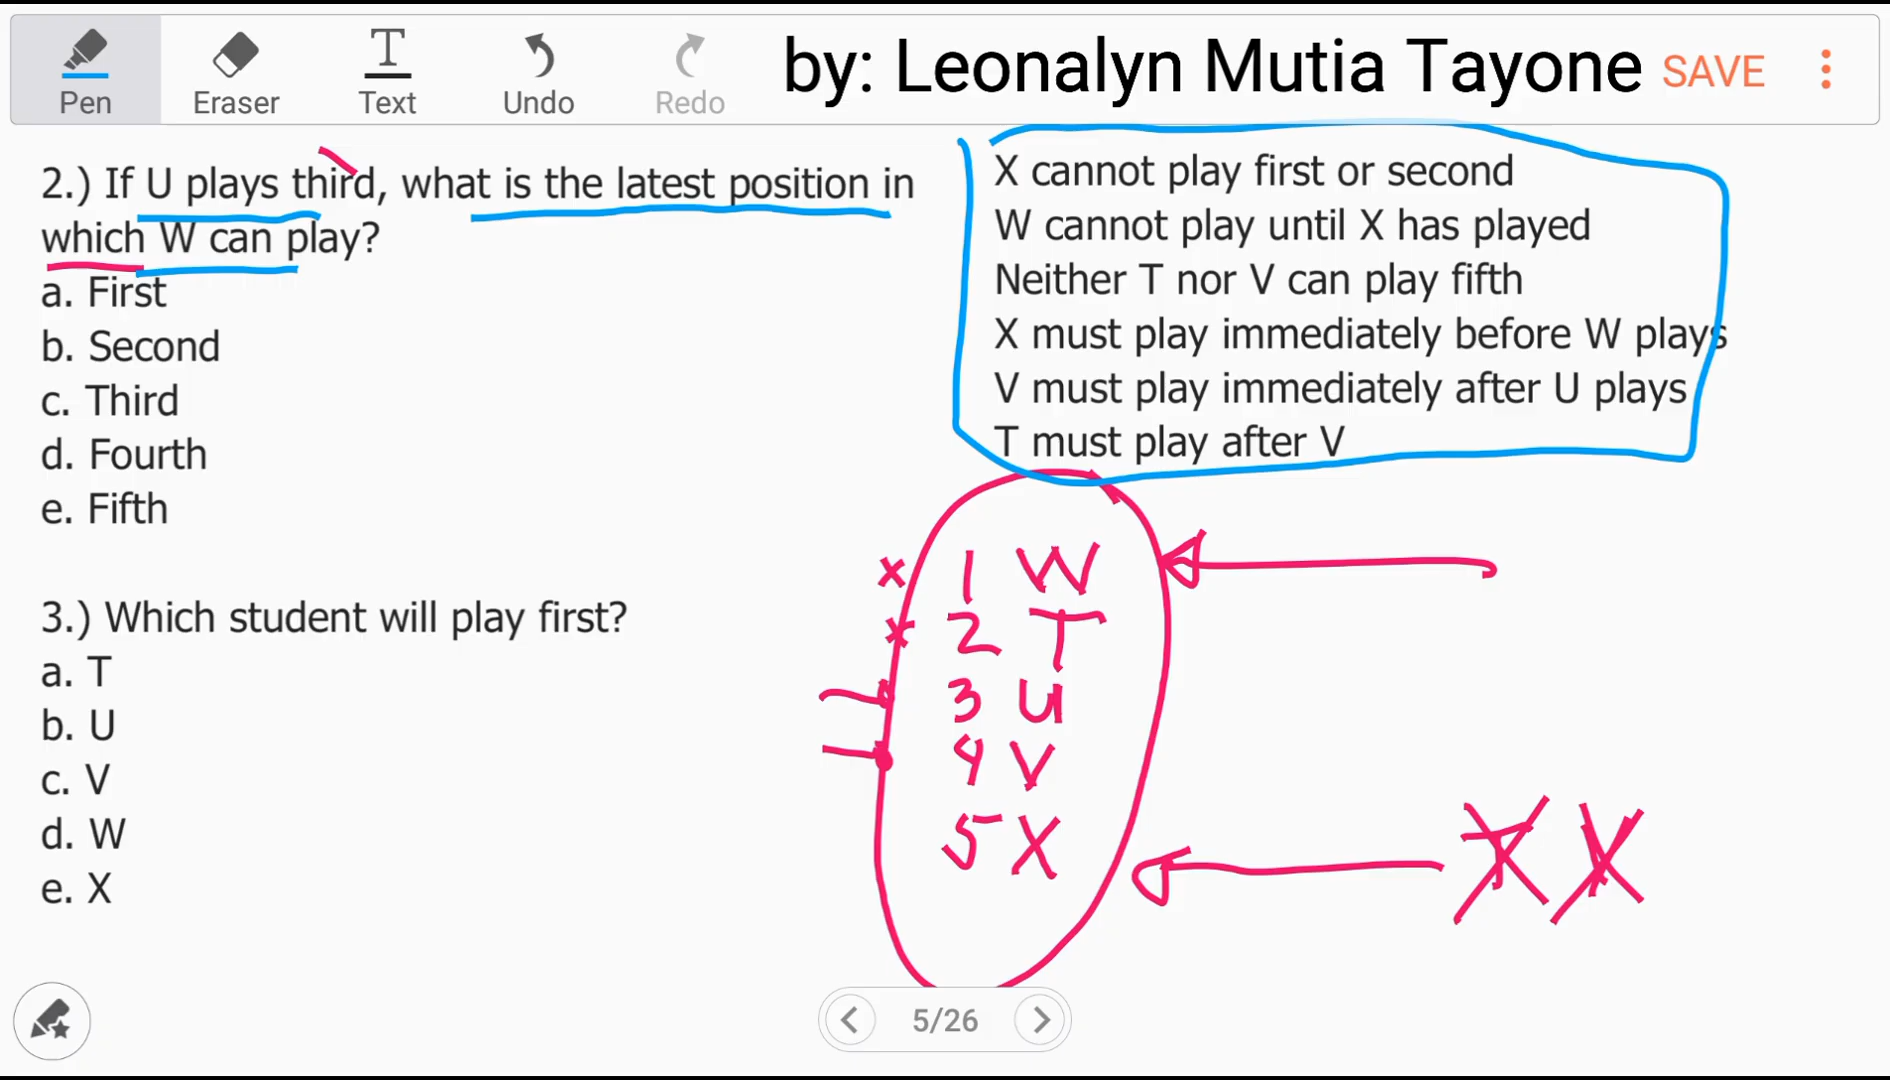 Pen
Eraser
Text
Undo
Redo
by: Leonalyn Mutia Tayone
SAVE
2.) If U plays third, what is the latest position in
which W can play?
a. First
b. Second
c. Third
d. Fourth
e. Fifth
3.) Which student will play first?
a. T
b. U
c. V
d. W
e. X
X cannot play first or second
W cannot play until X has played
Neither T nor V can play fifth
X must play immediately before W plays
V must play immediately after U plays
T must play after V
x 1 W
x 2 T
3 U
4 V
5 X
5/26